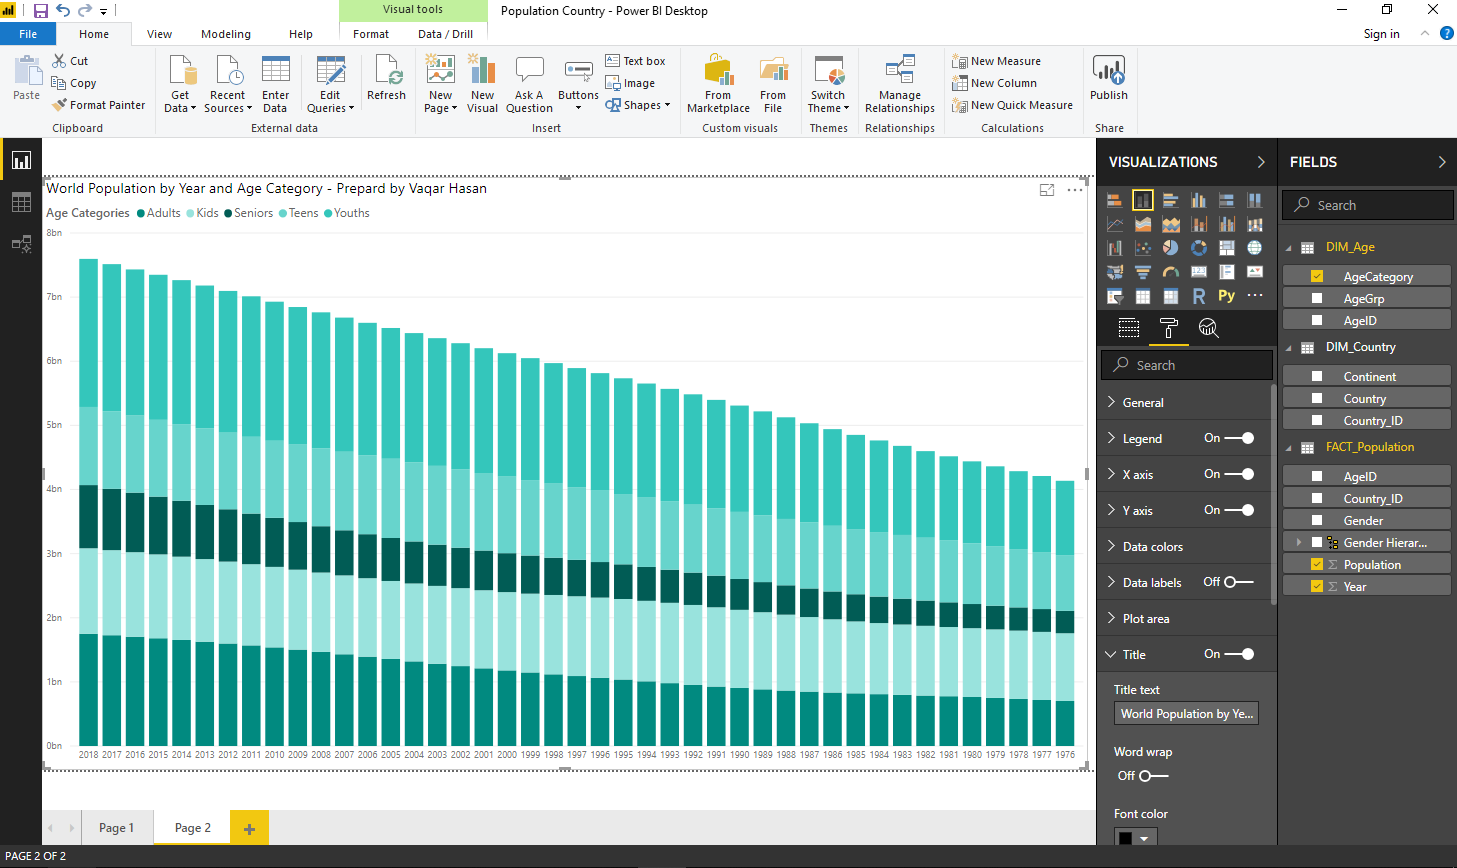 Visual tools
Population Country - Power BI Desktop
File Home View Modeling Help Format Data / Drill Sign in ?
Paste
Cut
Copy
Format Painter
Clipboard
Get Data
Recent Sources
Enter Data
Edit Queries
Refresh
External data
New Page
New Visual
Ask A Question
Buttons
Text box
Image
Shapes
Insert
From Marketplace
From File
Custom visuals
Switch Theme
Themes
Manage Relationships
Relationships
New Measure
New Column
New Quick Measure
Calculations
Publish
Share
World Population by Year and Age Category - Prepard by Vaqar Hasan
Age Categories Adults Kids Seniors Teens Youths
8bn
7bn
6bn
5bn
4bn
3bn
2bn
1bn
0bn
2018 2017 2016 2015 2014 2013 2012 2011 2010 2009 2008 2007 2006 2005 2004 2003 2002 2001 2000 1999 1998 1997 1996 1995 1994 1993 1992 1991 1990 1989 1988 1987 1986 1985 1984 1983 1982 1981 1980 1979 1978 1977 1976
VISUALIZATIONS
123
R Py ...
Search
General
Legend On
X axis On
Y axis On
Data colors
Data labels Off
Plot area
Title On
Title text
World Population by Ye...
Word wrap
Off
Font color
FIELDS
Search
DIM_Age
AgeCategory
AgeGrp
AgeID
DIM_Country
Continent
Country
Country_ID
FACT_Population
AgeID
Country_ID
Gender
Gender Hierar...
Σ Population
Σ Year
Page 1 Page 2 +
PAGE 2 OF 2